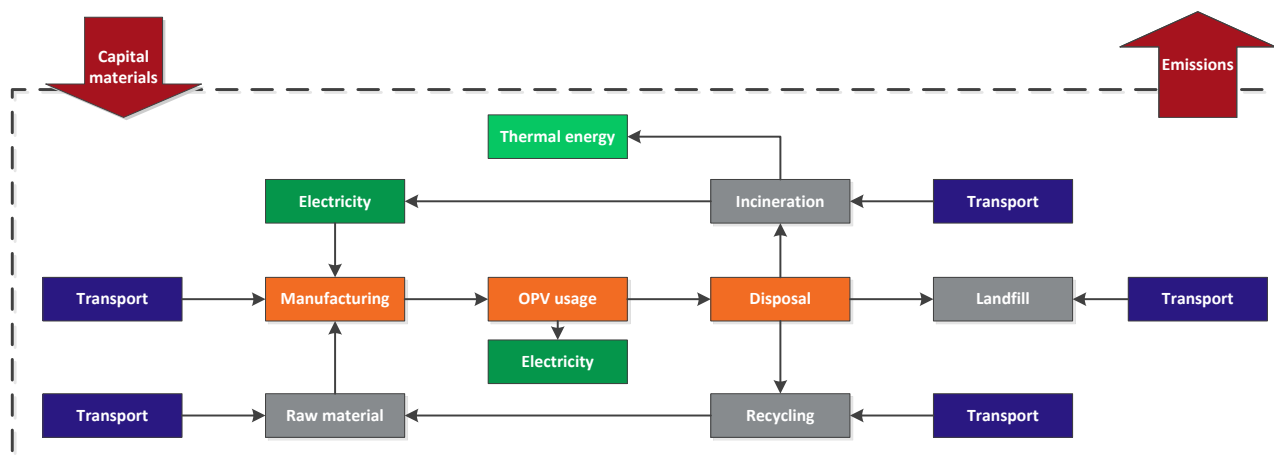 Capital
materials
Emissions
Thermal energy
Electricity
Incineration
Transport
Transport
Manufacturing
OPV usage
Disposal
Landfill
Transport
Electricity
Transport
Raw material
Recycling
Transport